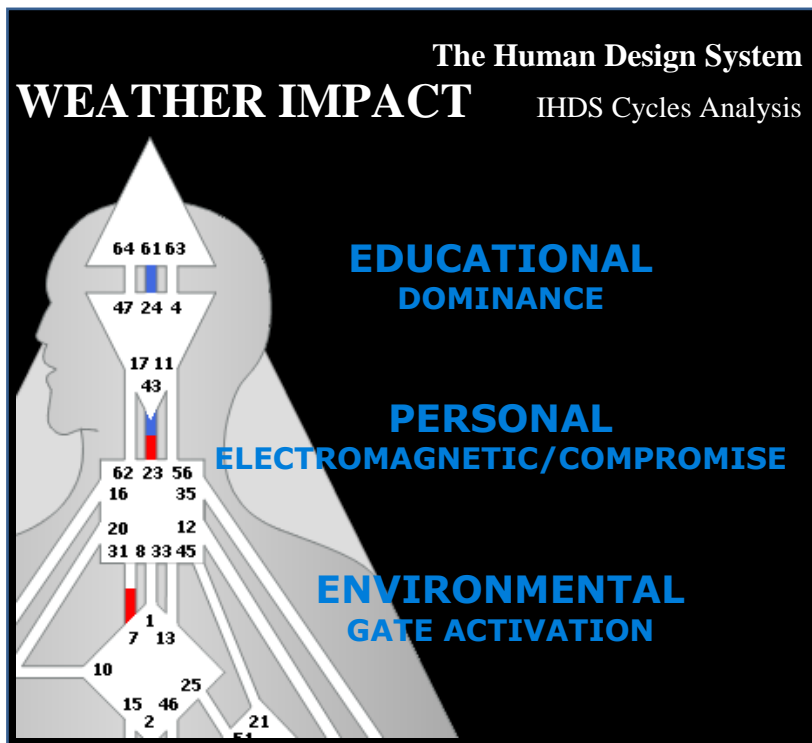 The Human Design System
WEATHER IMPACT IHDS Cycles Analysis
64 61 63
EDUCATIONAL
DOMINANCE
47 24 4
17 11
43
PERSONAL
ELECTROMAGNETIC/COMPROMISE
62 23 56
16 35
20 12
31 8 33 45
ENVIRONMENTAL
GATE ACTIVATION
1
7 13
10
25
15 46
2 21
51